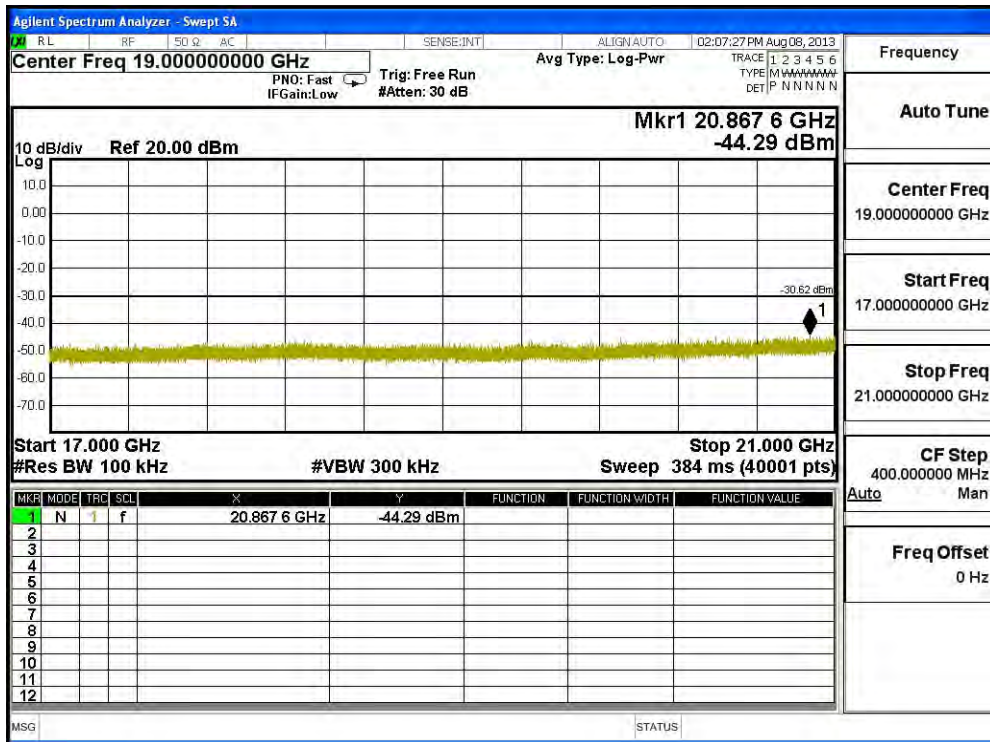 Agilent Spectrum Analyzer - Swept SA
RL RF 50 Ω AC SENSE:INT ALIGN AUTO 02:07:27 PM Aug 08, 2013
Center Freq 19.000000000 GHz
PNO: Fast
IFGain:Low
Trig: Free Run
#Atten: 30 dB
Avg Type: Log-Pwr
TRACE 1 2 3 4 5 6
TYPE M WWWWW
DET P N N N N N
Mkr1 20.867 6 GHz
-44.29 dBm
10 dB/div Ref 20.00 dBm
Log
10.0
0.00
-10.0
-20.0
-30.0
-30.62 dBm
1
-40.0
-50.0
-60.0
-70.0
Start 17.000 GHz Stop 21.000 GHz
#Res BW 100 kHz #VBW 300 kHz Sweep 384 ms (40001 pts)
MKR MODE TRC SCL X Y FUNCTION FUNCTION WIDTH FUNCTION VALUE
1 N 1 f 20.867 6 GHz -44.29 dBm
2
3
4
5
6
7
8
9
10
11
12
MSG STATUS
Frequency
Auto Tune
Center Freq
19.000000000 GHz
Start Freq
17.000000000 GHz
Stop Freq
21.000000000 GHz
CF Step
400.000000 MHz
Auto Man
Freq Offset
0 Hz